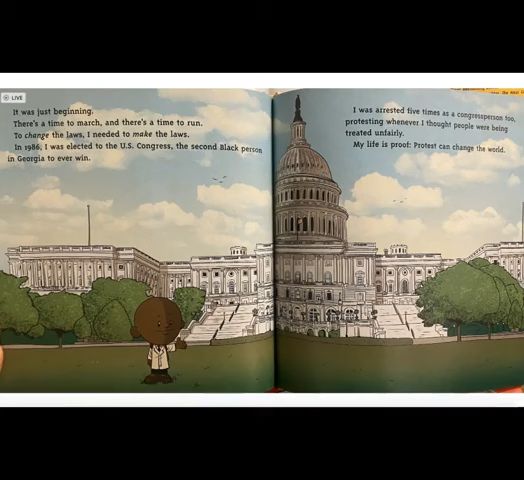 LIVE
It was just beginning.
There's a time to march, and there's a time to run.
To change the laws, I needed to make the laws.
In 1986, I was elected to the U.S. Congress, the second Black person
in Georgia to ever win.
I was arrested five times as a congressperson too,
protesting whenever I thought people were being
treated unfairly.
My life is proof: Protest can change the world.